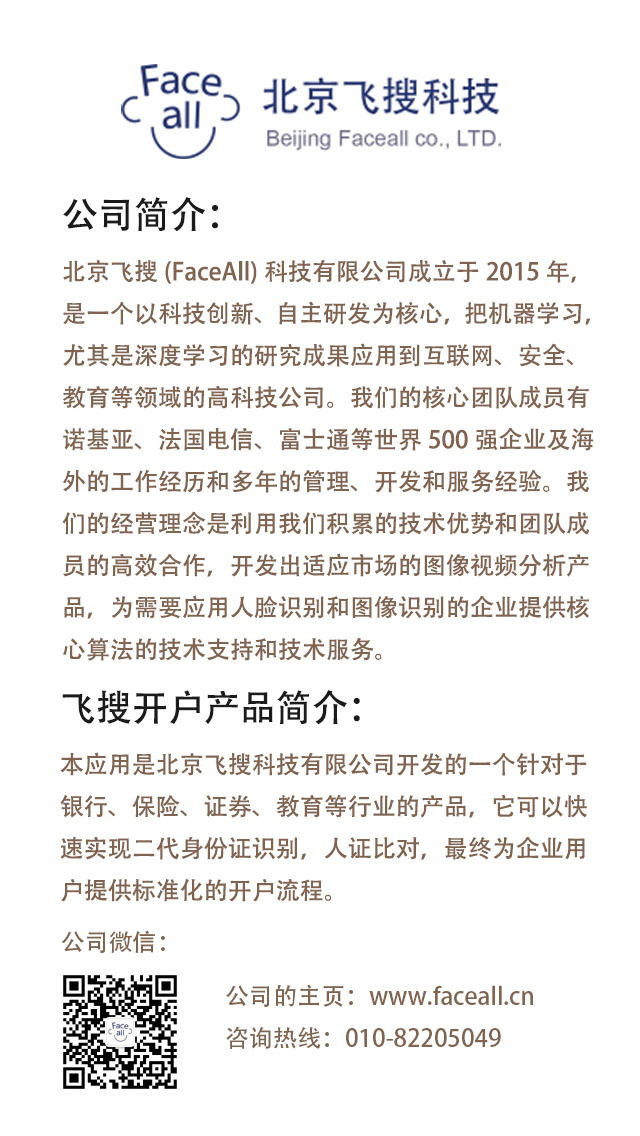 Face
all
北京飞搜科技
Beijing Faceall co., LTD.
公司简介：
北京飞搜 (FaceAll) 科技有限公司成立于 2015 年,
是一个以科技创新、自主研发为核心，把机器学习,
尤其是深度学习的研究成果应用到互联网、安全、
教育等领域的高科技公司。我们的核心团队成员有
诺基亚、法国电信、富士通等世界 500 强企业及海
外的工作经历和多年的管理、开发和服务经验。我
们的经营理念是利用我们积累的技术优势和团队成
员的高效合作，开发出适应市场的图像视频分析产
品，为需要应用人脸识别和图像识别的企业提供核
心算法的技术支持和技术服务。
飞搜开户产品简介：
本应用是北京飞搜科技有限公司开发的一个针对于
银行、保险、证券、教育等行业的产品，它可以快
速实现二代身份证识别，人证比对，最终为企业用
户提供标准化的开户流程。
公司微信：
Face
all
公司的主页：www.faceall.cn
咨询热线：010-82205049